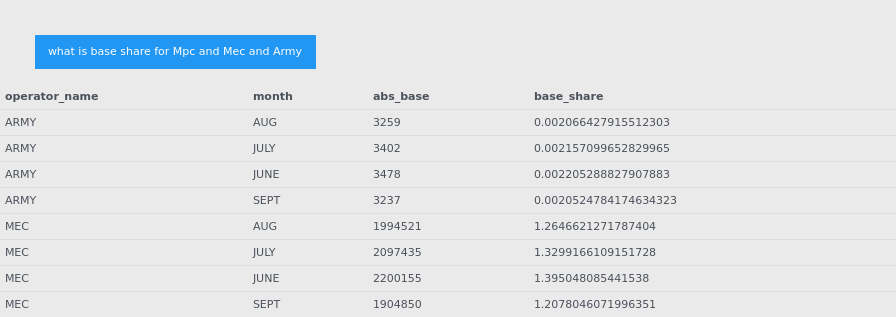 what is base share for Mpc and Mec and Army
operator_name month abs_base base_share
ARMY AUG 3259 0.002066427915512303
ARMY JULY 3402 0.002157099652829965
ARMY JUNE 3478 0.002205288827907883
ARMY SEPT 3237 0.0020524784174634323
MEC AUG 1994521 1.2646621271787404
MEC JULY 2097435 1.3299166109151728
MEC JUNE 2200155 1.395048085441538
MEC SEPT 1904850 1.2078046071996351